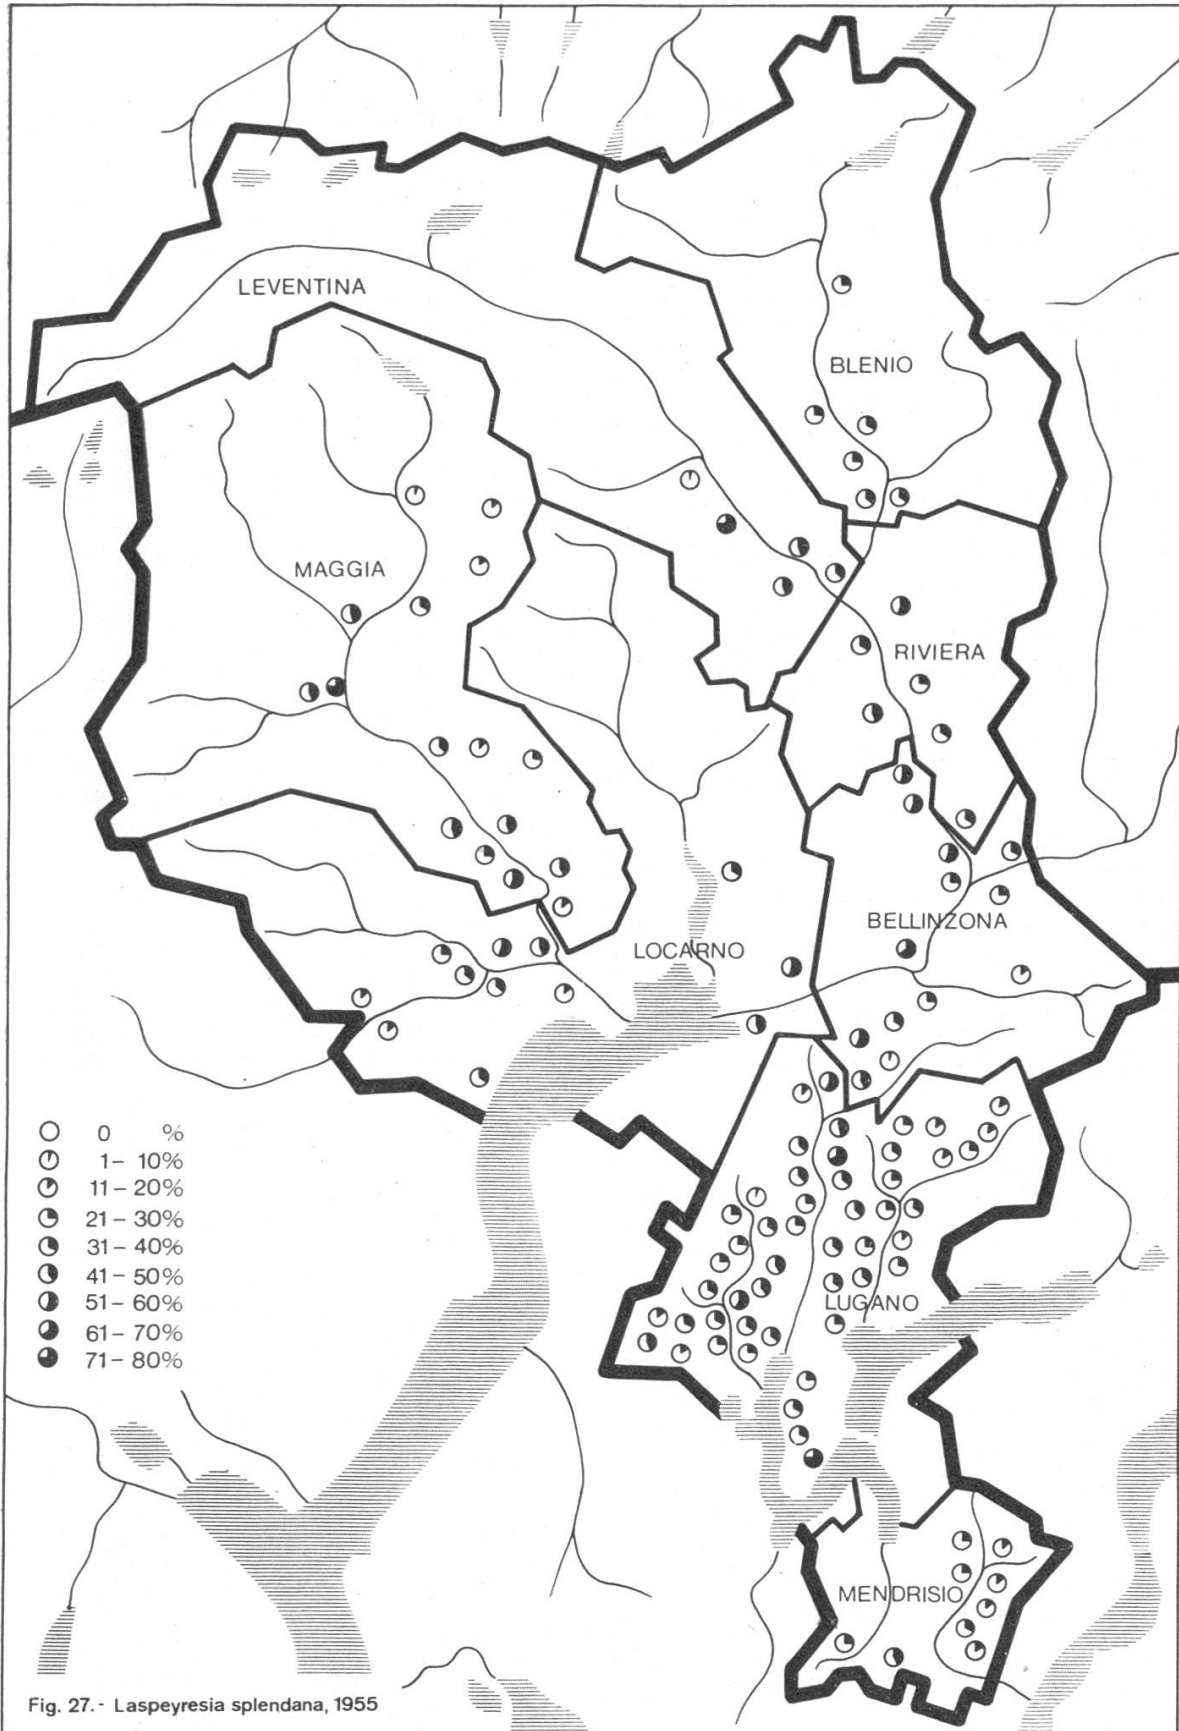 LEVENTINA
BLENIO
MAGGIA
RIVIERA
BELLINZONA
LOCARNO
0 %
1 – 10%
11 – 20%
21 – 30%
31 – 40%
41 – 50%
51 – 60%
61 – 70%
71 – 80%
LUGANO
MENDRISIO
Fig. 27.- Laspeyresia splendana, 1955